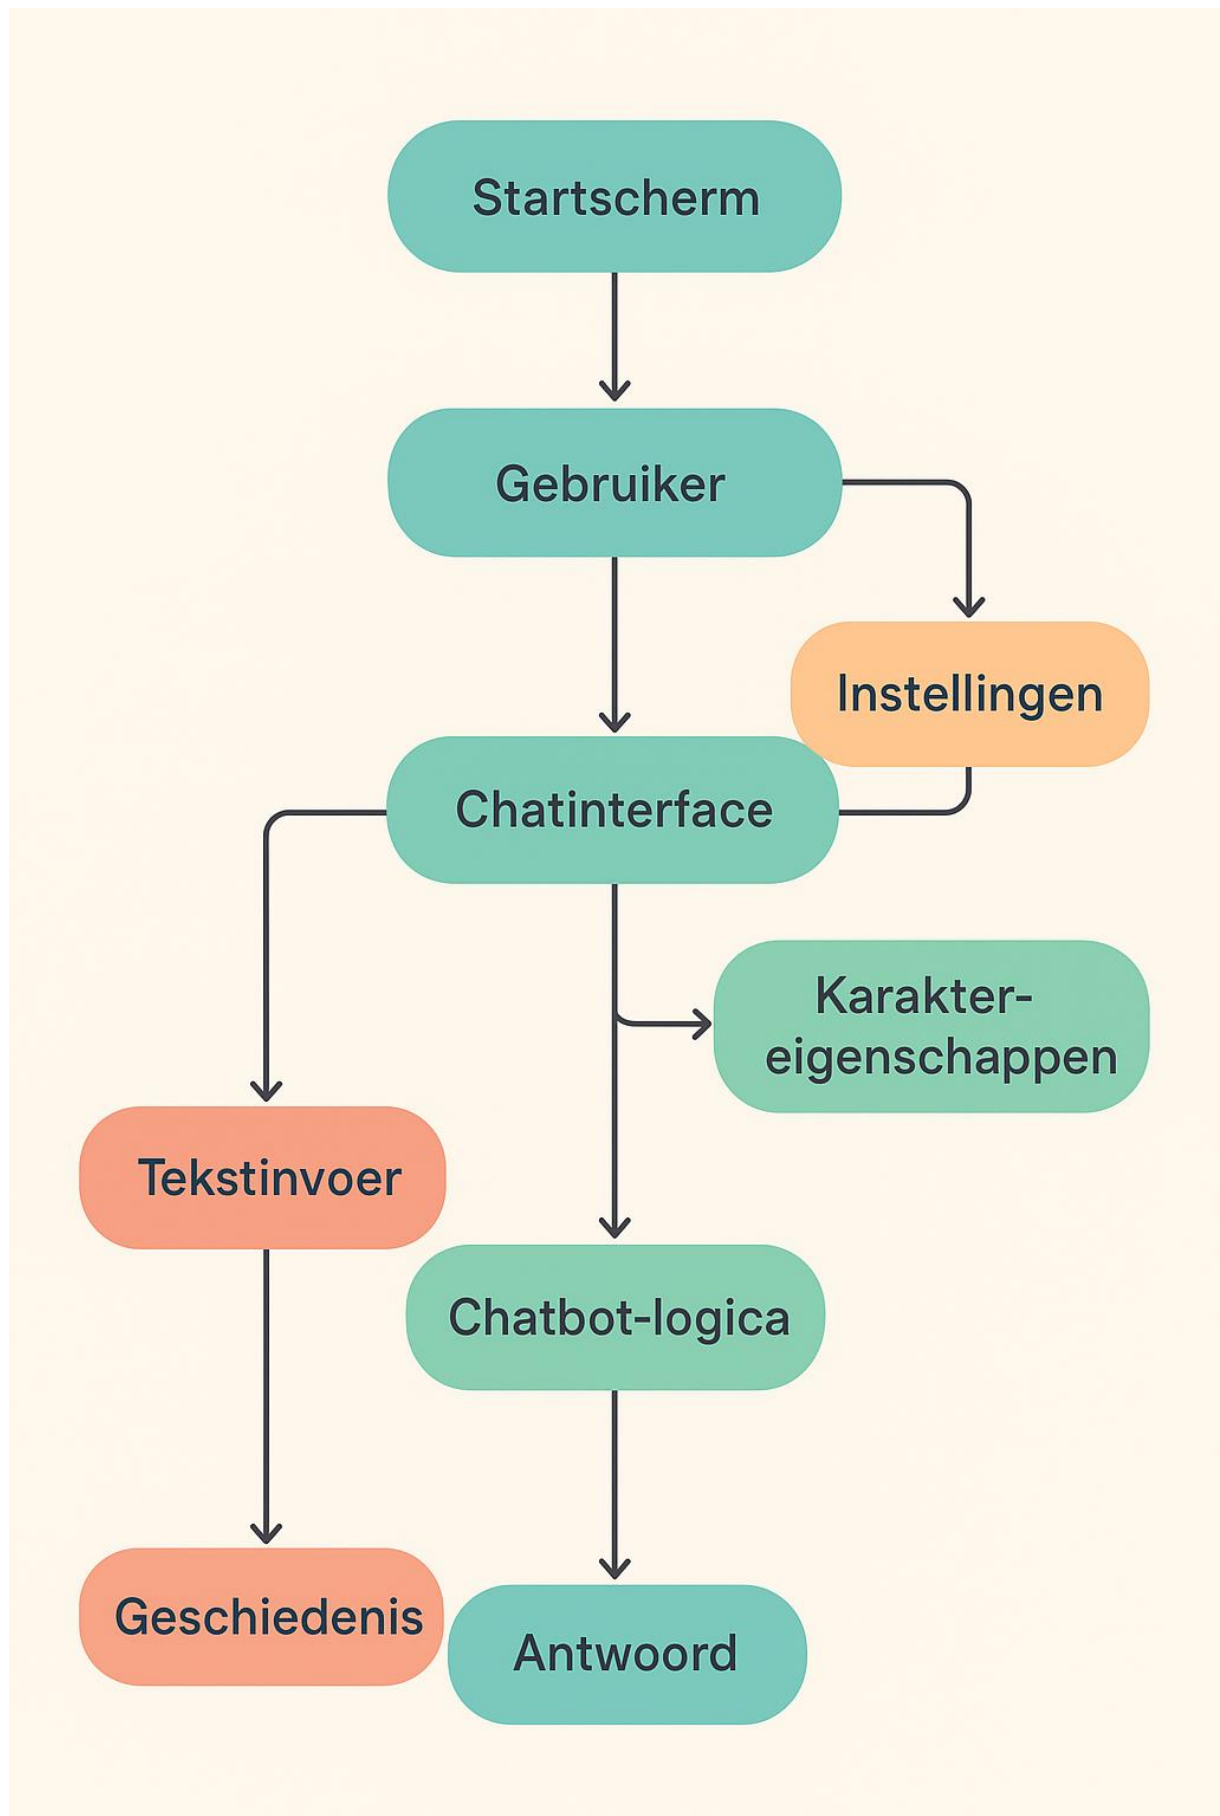 Startscherm
Gebruiker
Instellingen
Chatinterface
Karakter-
eigenschappen
Tekstinvoer
Chatbot-logica
Geschiedenis
Antwoord